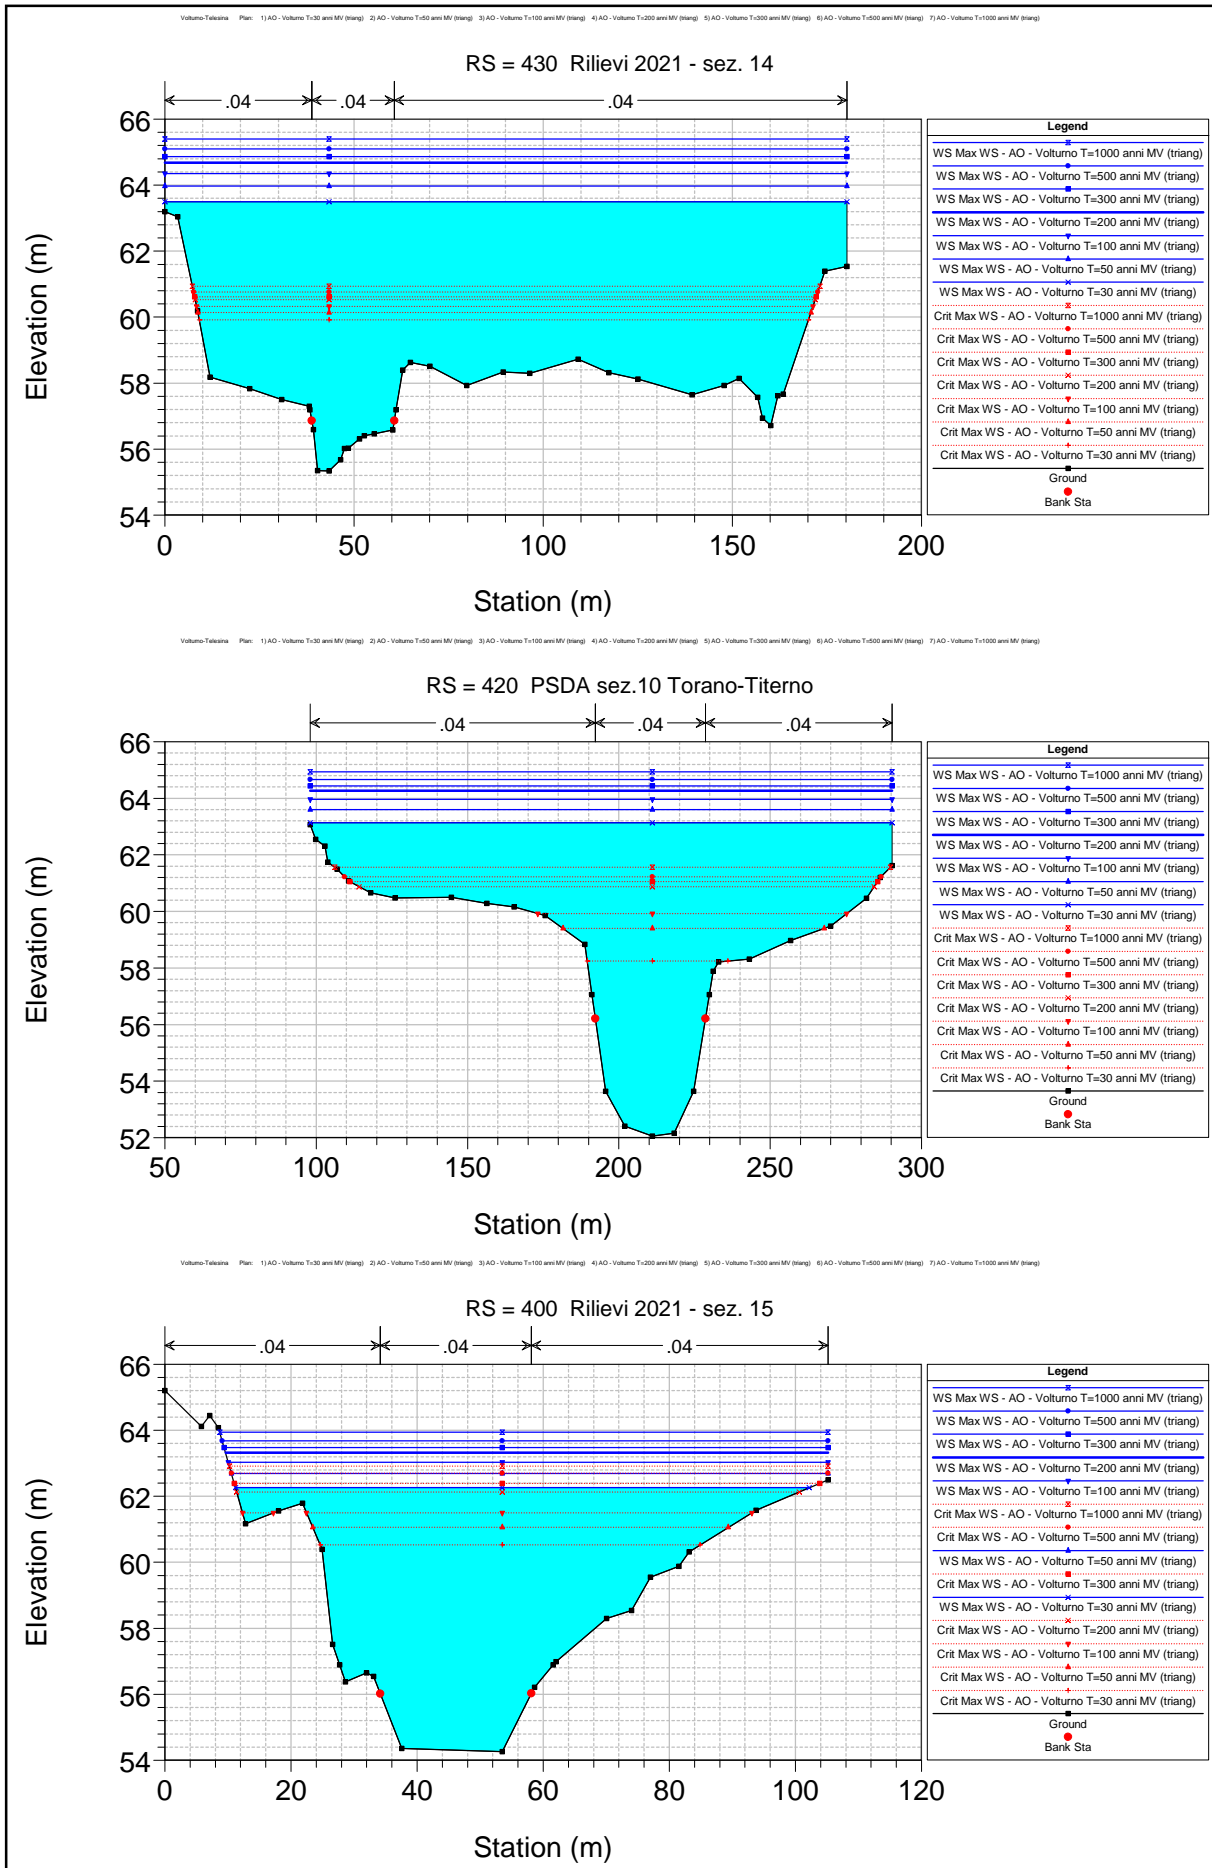 Volturno-Telesina Plan: 1) AO - Volturno T=30 anni MV (triang) 2) AO - Volturno T=50 anni MV (triang) 3) AO - Volturno T=100 anni MV (triang) 4) AO - Volturno T=200 anni MV (triang) 5) AO - Volturno T=300 anni MV (triang) 6) AO - Volturno T=500 anni MV (triang) 7) AO - Volturno T=1000 anni MV (triang)
RS = 430 Rilievi 2021 - sez. 14
.04 .04 .04
66
64
62
60
58
56
54
Elevation (m)
0 50 100 150 200
Station (m)
Legend
WS Max WS - AO - Volturno T=1000 anni MV (triang)
WS Max WS - AO - Volturno T=500 anni MV (triang)
WS Max WS - AO - Volturno T=300 anni MV (triang)
WS Max WS - AO - Volturno T=200 anni MV (triang)
WS Max WS - AO - Volturno T=100 anni MV (triang)
WS Max WS - AO - Volturno T=50 anni MV (triang)
WS Max WS - AO - Volturno T=30 anni MV (triang)
Crit Max WS - AO - Volturno T=1000 anni MV (triang)
Crit Max WS - AO - Volturno T=500 anni MV (triang)
Crit Max WS - AO - Volturno T=300 anni MV (triang)
Crit Max WS - AO - Volturno T=200 anni MV (triang)
Crit Max WS - AO - Volturno T=100 anni MV (triang)
Crit Max WS - AO - Volturno T=50 anni MV (triang)
Crit Max WS - AO - Volturno T=30 anni MV (triang)
Ground
Bank Sta
Volturno-Telesina Plan: 1) AO - Volturno T=30 anni MV (triang) 2) AO - Volturno T=50 anni MV (triang) 3) AO - Volturno T=100 anni MV (triang) 4) AO - Volturno T=200 anni MV (triang) 5) AO - Volturno T=300 anni MV (triang) 6) AO - Volturno T=500 anni MV (triang) 7) AO - Volturno T=1000 anni MV (triang)
RS = 420 PSDA sez.10 Torano-Titerno
.04 .04 .04
66
64
62
60
58
56
54
52
Elevation (m)
50 100 150 200 250 300
Station (m)
Legend
WS Max WS - AO - Volturno T=1000 anni MV (triang)
WS Max WS - AO - Volturno T=500 anni MV (triang)
WS Max WS - AO - Volturno T=300 anni MV (triang)
WS Max WS - AO - Volturno T=200 anni MV (triang)
WS Max WS - AO - Volturno T=100 anni MV (triang)
WS Max WS - AO - Volturno T=50 anni MV (triang)
WS Max WS - AO - Volturno T=30 anni MV (triang)
Crit Max WS - AO - Volturno T=1000 anni MV (triang)
Crit Max WS - AO - Volturno T=500 anni MV (triang)
Crit Max WS - AO - Volturno T=300 anni MV (triang)
Crit Max WS - AO - Volturno T=200 anni MV (triang)
Crit Max WS - AO - Volturno T=100 anni MV (triang)
Crit Max WS - AO - Volturno T=50 anni MV (triang)
Crit Max WS - AO - Volturno T=30 anni MV (triang)
Ground
Bank Sta
Volturno-Telesina Plan: 1) AO - Volturno T=30 anni MV (triang) 2) AO - Volturno T=50 anni MV (triang) 3) AO - Volturno T=100 anni MV (triang) 4) AO - Volturno T=200 anni MV (triang) 5) AO - Volturno T=300 anni MV (triang) 6) AO - Volturno T=500 anni MV (triang) 7) AO - Volturno T=1000 anni MV (triang)
RS = 400 Rilievi 2021 - sez. 15
.04 .04 .04
66
64
62
60
58
56
54
Elevation (m)
0 20 40 60 80 100 120
Station (m)
Legend
WS Max WS - AO - Volturno T=1000 anni MV (triang)
WS Max WS - AO - Volturno T=500 anni MV (triang)
WS Max WS - AO - Volturno T=300 anni MV (triang)
WS Max WS - AO - Volturno T=200 anni MV (triang)
WS Max WS - AO - Volturno T=100 anni MV (triang)
Crit Max WS - AO - Volturno T=1000 anni MV (triang)
Crit Max WS - AO - Volturno T=500 anni MV (triang)
WS Max WS - AO - Volturno T=50 anni MV (triang)
Crit Max WS - AO - Volturno T=300 anni MV (triang)
WS Max WS - AO - Volturno T=30 anni MV (triang)
Crit Max WS - AO - Volturno T=200 anni MV (triang)
Crit Max WS - AO - Volturno T=100 anni MV (triang)
Crit Max WS - AO - Volturno T=50 anni MV (triang)
Crit Max WS - AO - Volturno T=30 anni MV (triang)
Ground
Bank Sta